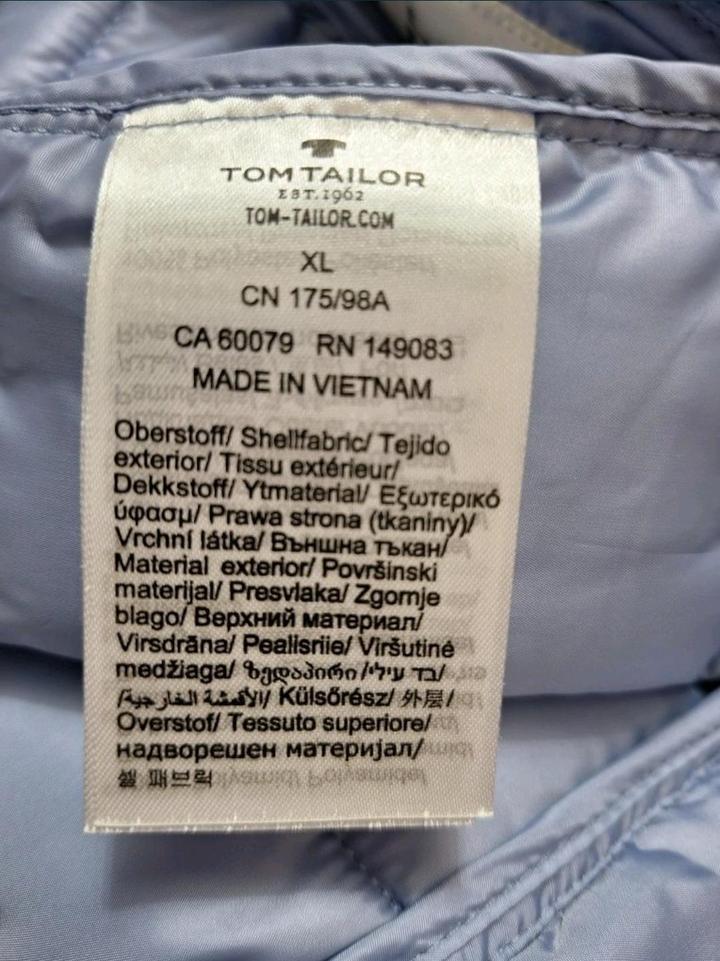 TOM TAILOR
EST. 1962
TOM-TAILOR.COM
XL
CN 175/98A
CA 60079 RN 149083
MADE IN VIETNAM
Oberstoff/ Shellfabric/ Tejido
exterior/ Tissu extérieur/
Dekkstoff/ Ytmaterial/ Εξωτερικό
ύφασμ/ Prawa strona (tkaniny)/
Vrchní látka/ Външна тъкан/
Material exterior/ Površinski
materijal/ Presvlaka/ Zgornje
blago/ Верхний материал/
Virsdrāna/ Pealisriie/ Viršutinė
medžiaga/ ზედაპირი/בד עילי/
الأقمشة الخارجية/ Külsőrész/ 外层/
Overstof/ Tessuto superiore/
надворешен материјал/
쉘 패브릭